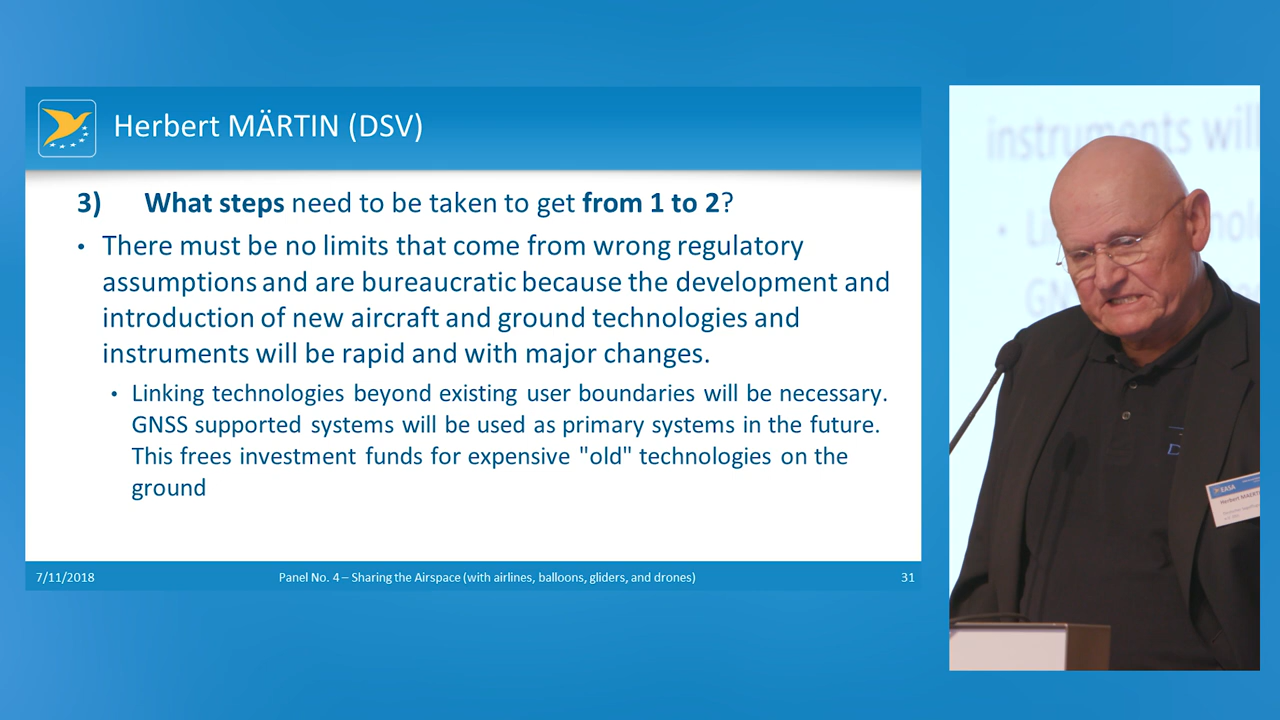 Herbert MÄRTIN (DSV)
3) What steps need to be taken to get from 1 to 2?
• There must be no limits that come from wrong regulatory
assumptions and are bureaucratic because the development and
introduction of new aircraft and ground technologies and
instruments will be rapid and with major changes.
• Linking technologies beyond existing user boundaries will be necessary.
GNSS supported systems will be used as primary systems in the future.
This frees investment funds for expensive "old" technologies on the
ground
7/11/2018 Panel No. 4 – Sharing the Airspace (with airlines, balloons, gliders, and drones) 31
instruments will
•
GN
EASA
Herbert